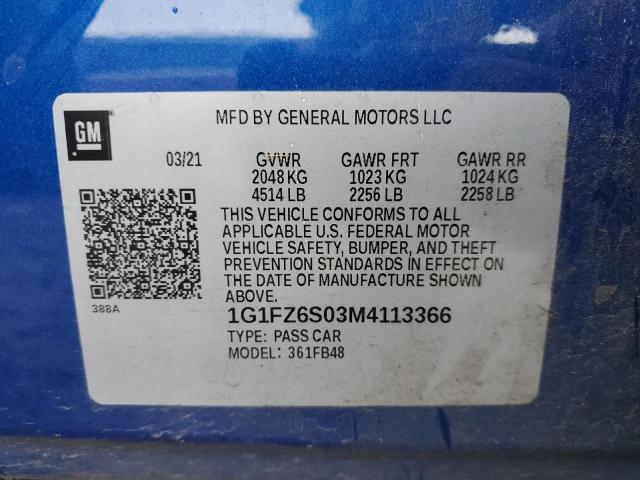 GM
MFD BY GENERAL MOTORS LLC
03/21 GVWR GAWR FRT GAWR RR
2048 KG 1023 KG 1024 KG
4514 LB 2256 LB 2258 LB
THIS VEHICLE CONFORMS TO ALL
APPLICABLE U.S. FEDERAL MOTOR
VEHICLE SAFETY, BUMPER, AND THEFT
PREVENTION STANDARDS IN EFFECT ON
THE DATE OF MANUFACTURE SHOWN
ABOVE.
388A
1G1FZ6S03M4113366
TYPE: PASS CAR
MODEL: 361FB48